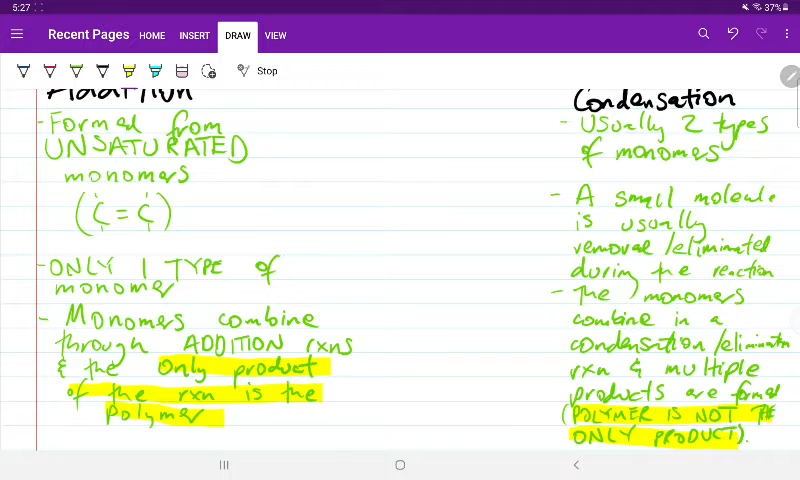 5:27
37%
Recent Pages
HOME
INSERT
DRAW
VIEW
Stop
Addition
- Formed from
UNSATURATED
monomers
(C=C)
- ONLY 1 TYPE of
monomer
- Monomers combine
through ADDITION rxns
& the only product
of the rxn is the
polymer
Condensation
- Usually 2 types
of monomers
- A small molecule
is usually
removal/eliminated
during the reaction
- The monomers
combine in a
condensation/elimination
rxn & multiple
products are formed
(POLYMER IS NOT THE
ONLY PRODUCT).